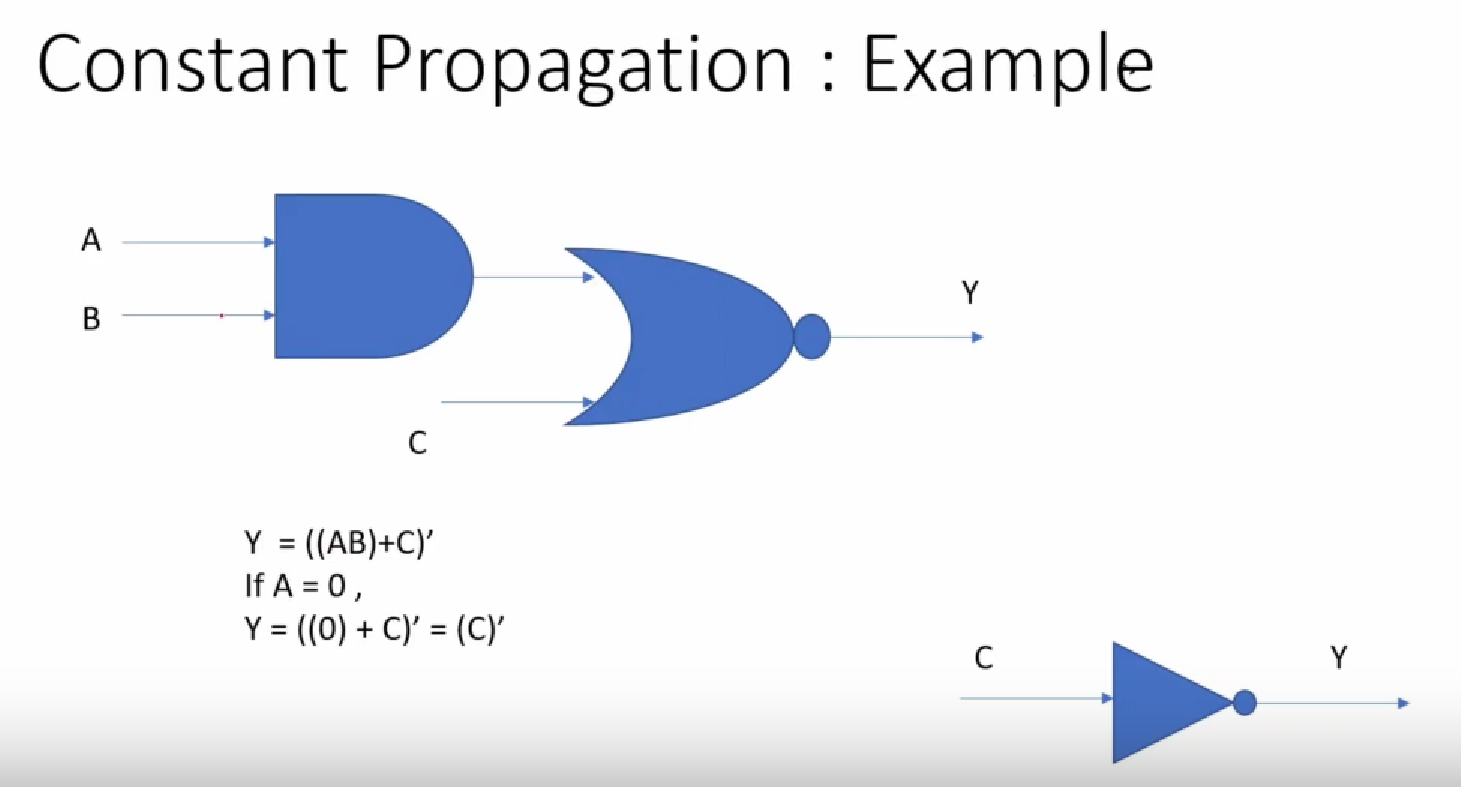 Constant Propagation : Example
A
B
Y
C
Y = ((AB)+C)’
If A = 0 ,
Y = ((0) + C)’ = (C)’
C
Y